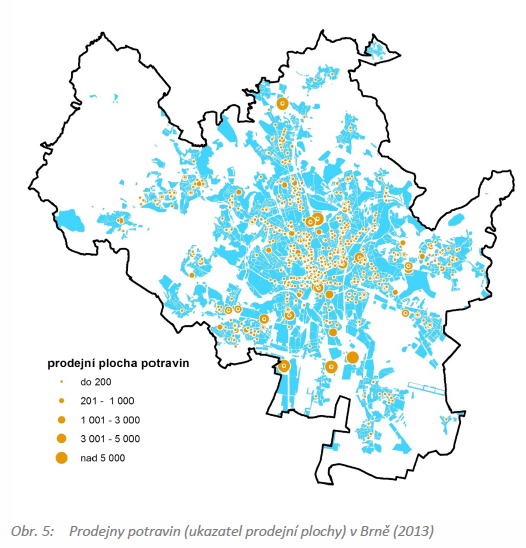 prodejní plocha potravin
do 200
201 - 1 000
1 001 - 3 000
3 001 - 5 000
nad 5 000
Obr. 5: Prodejny potravin (ukazatel prodejní plochy) v Brně (2013)